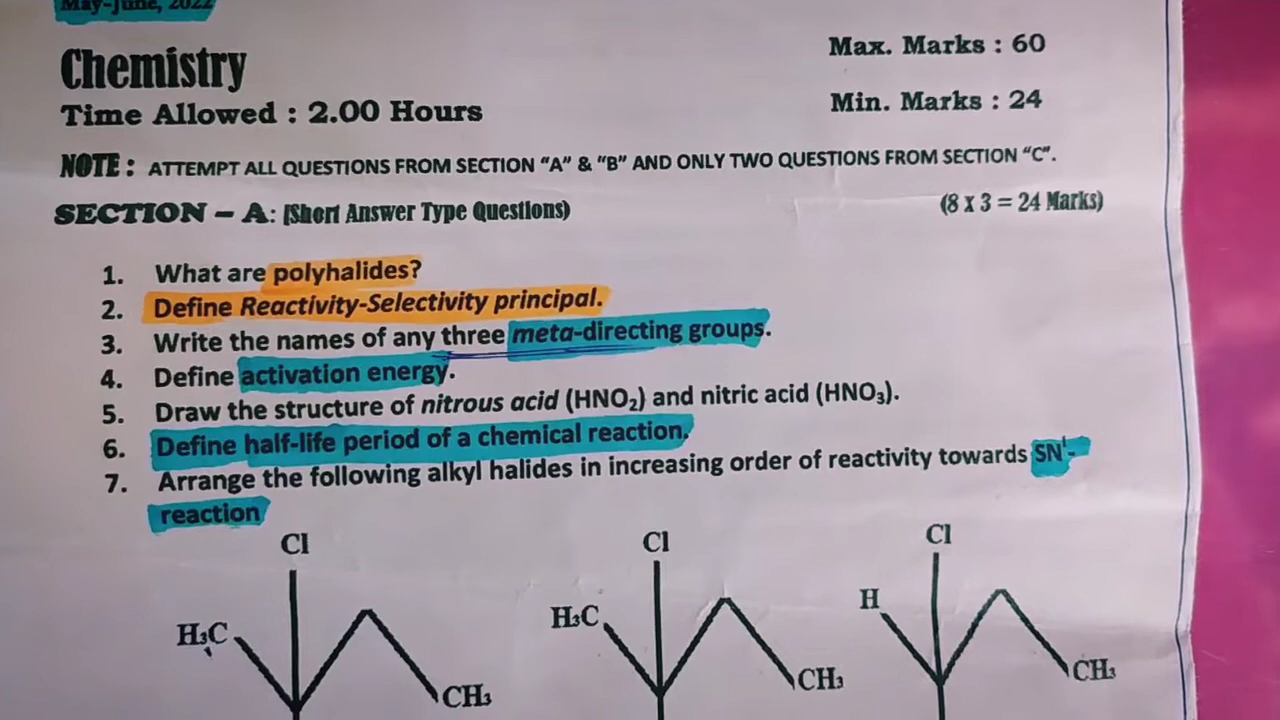 May-June, 2022
Chemistry
Max. Marks : 60
Time Allowed : 2.00 Hours
Min. Marks : 24
NOTE : ATTEMPT ALL QUESTIONS FROM SECTION "A" & "B" AND ONLY TWO QUESTIONS FROM SECTION "C".
SECTION – A: [Short Answer Type Questions)
(8 x 3 = 24 Marks)
1. What are polyhalides?
2. Define Reactivity-Selectivity principal.
3. Write the names of any three meta-directing groups.
4. Define activation energy.
5. Draw the structure of nitrous acid (HNO₂) and nitric acid (HNO₃).
6. Define half-life period of a chemical reaction.
7. Arrange the following alkyl halides in increasing order of reactivity towards SN¹-
reaction
Cl Cl Cl
H₃C H₃C H
CH₃ CH₃ CH₃